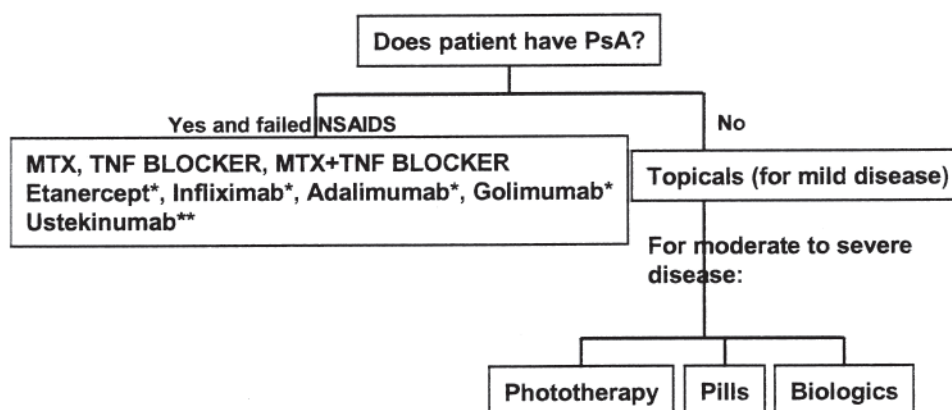 Does patient have PsA?
Yes and failed NSAIDS
No
MTX, TNF BLOCKER, MTX+TNF BLOCKER
Etanercept*, Infliximab*, Adalimumab*, Golimumab*
Ustekinumab**
Topicals (for mild disease)
For moderate to severe
disease:
Phototherapy
Pills
Biologics